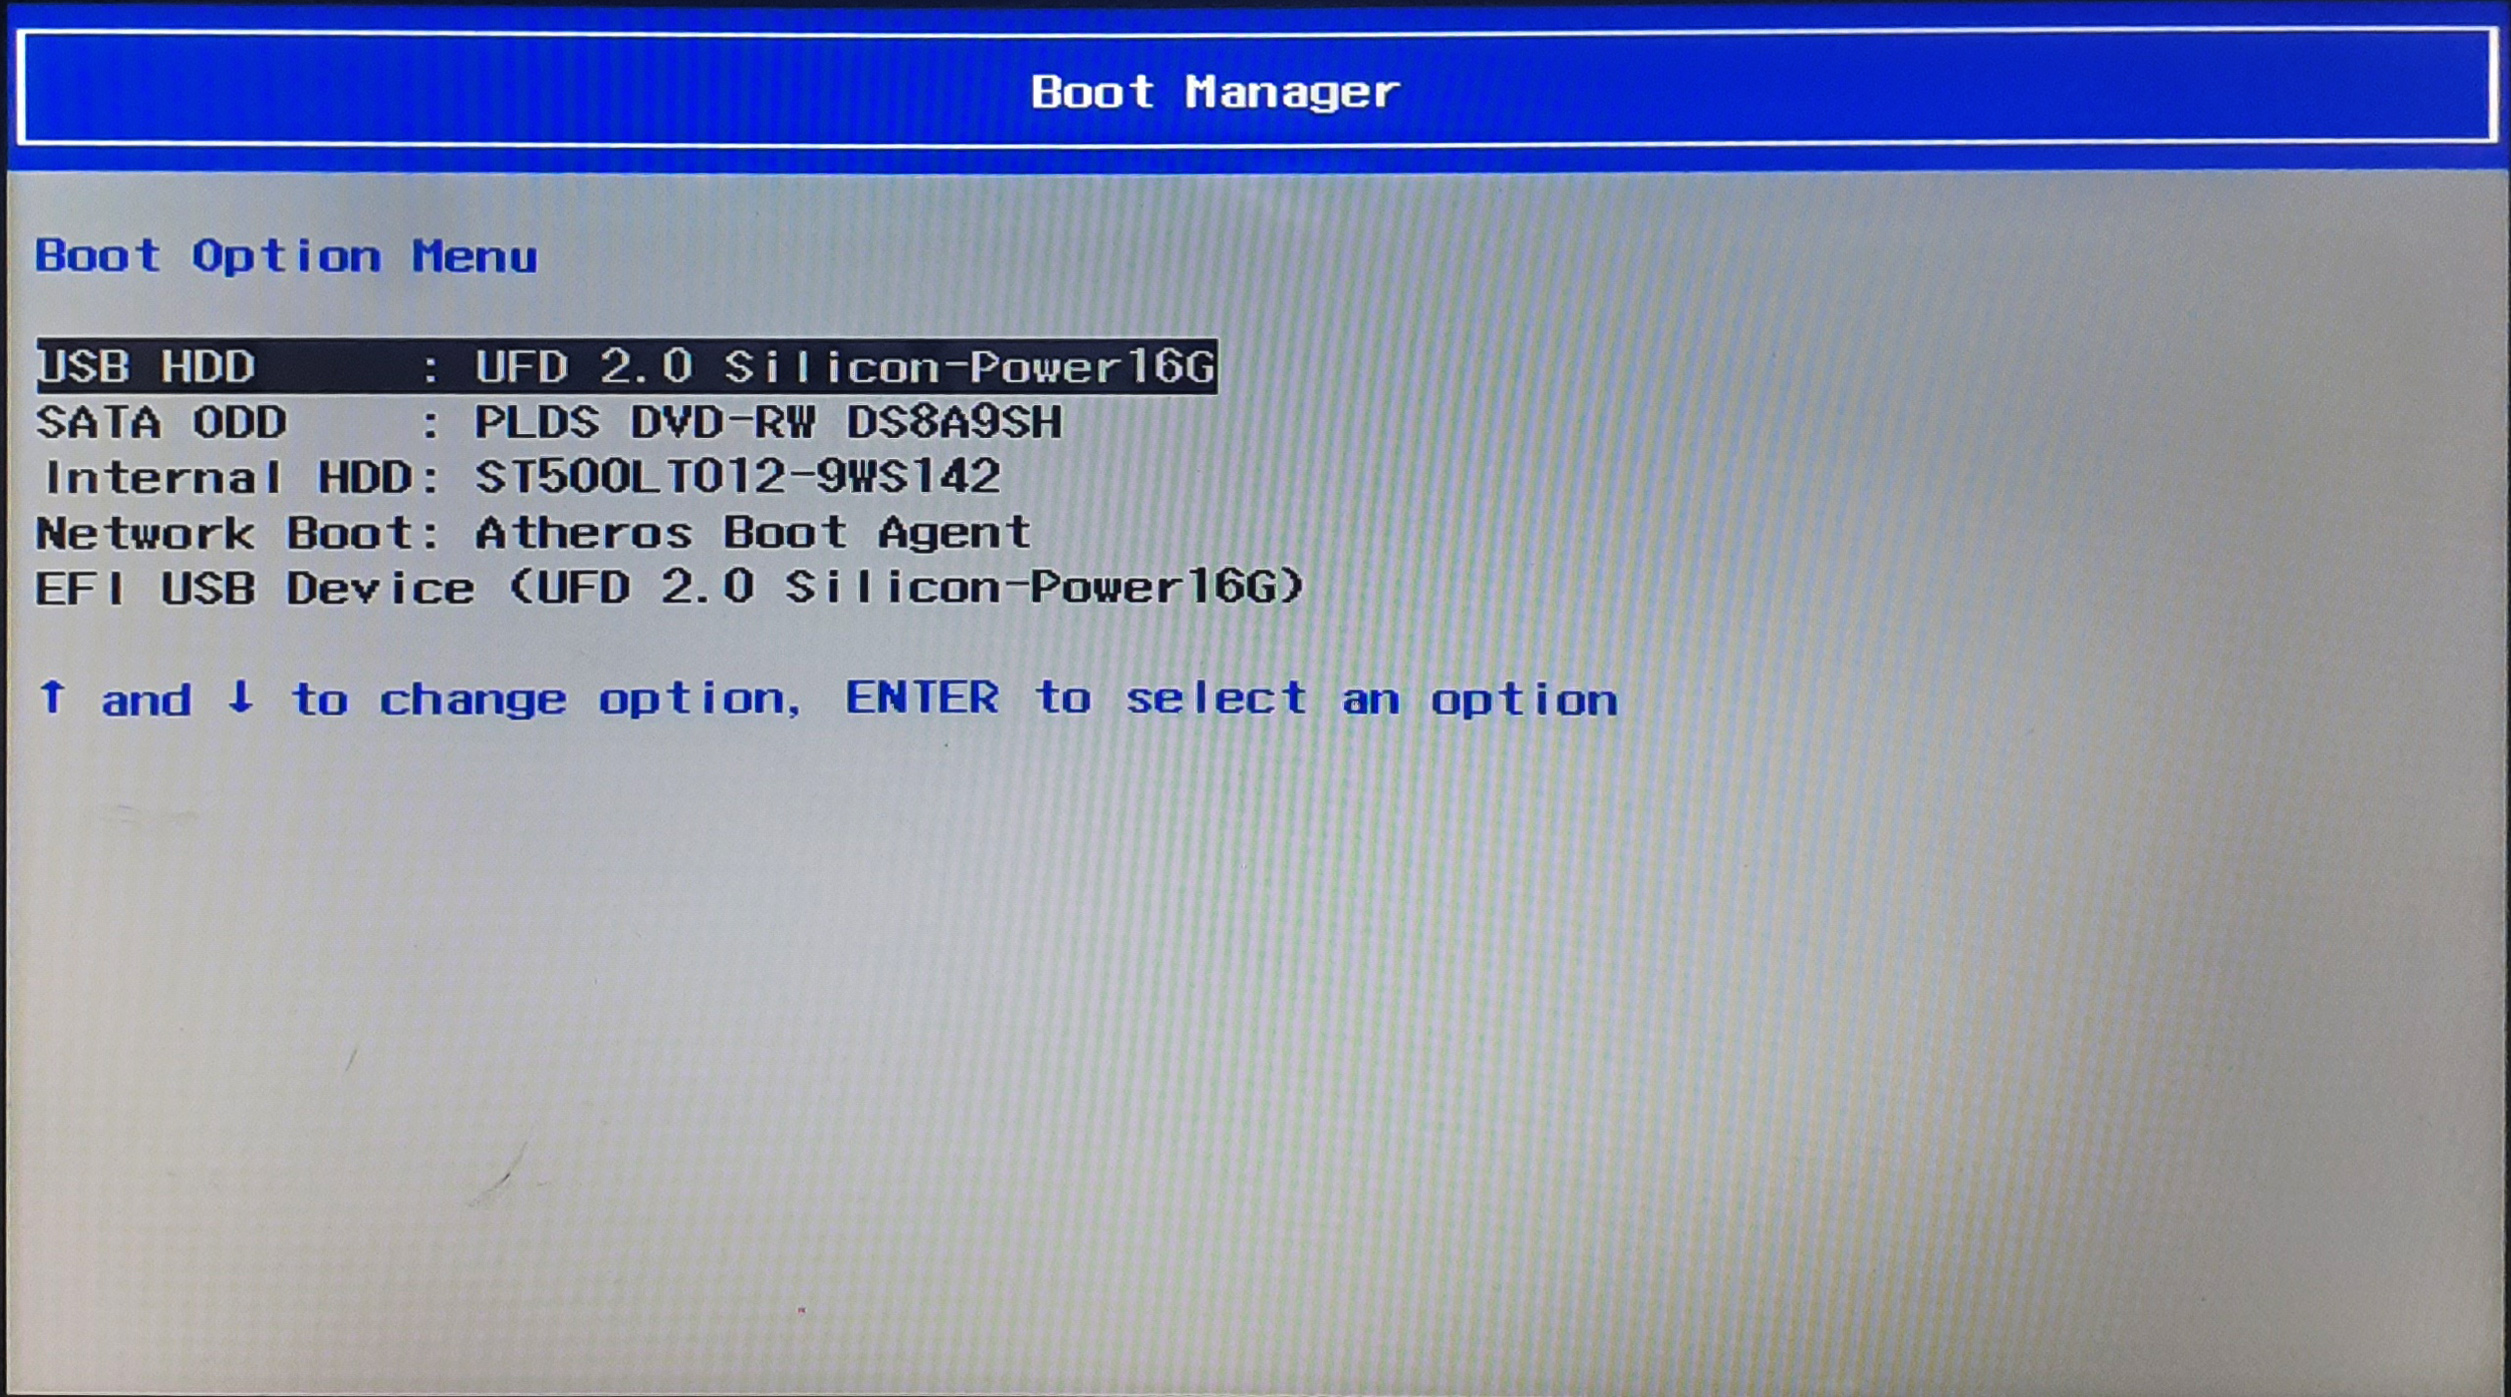 Boot Manager
Boot Option Menu
USB HDD : UFD 2.0 Silicon-Power16G
SATA ODD : PLDS DVD-RW DS8A9SH
Internal HDD: ST500LT012-9WS142
Network Boot: Atheros Boot Agent
EFI USB Device (UFD 2.0 Silicon-Power16G)
↑ and ↓ to change option, ENTER to select an option